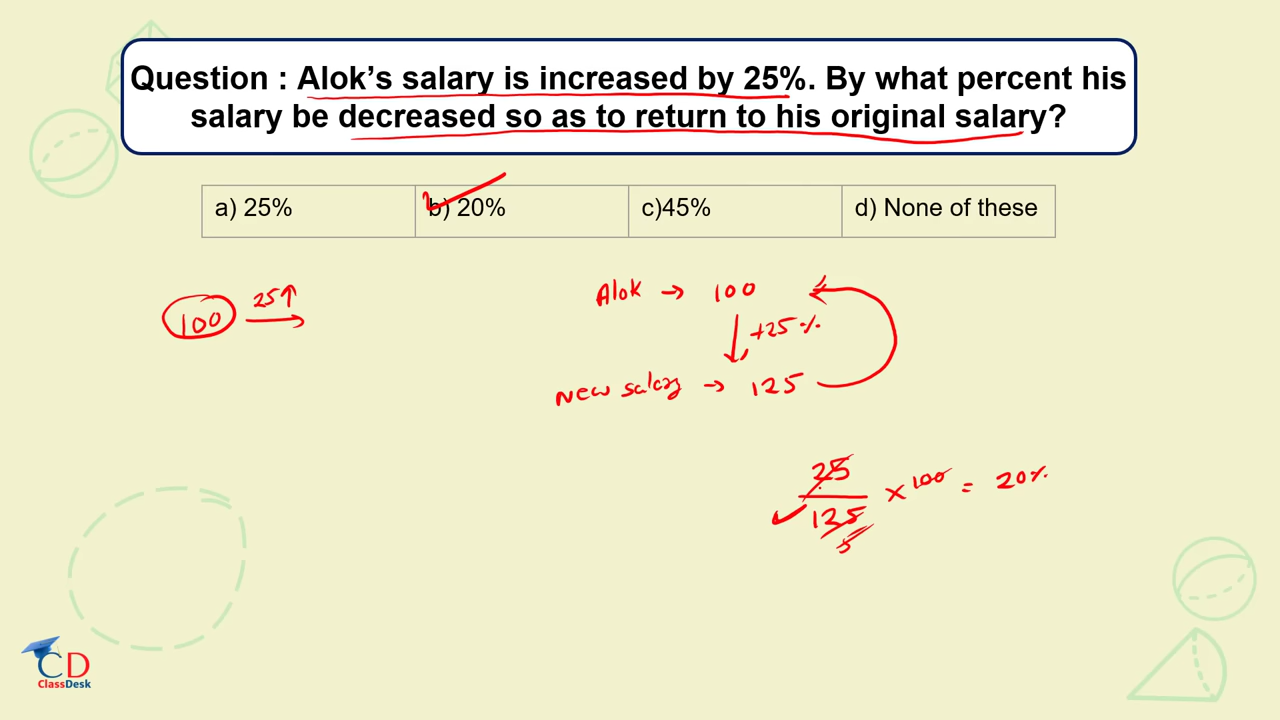 Question : Alok’s salary is increased by 25%. By what percent his
salary be decreased so as to return to his original salary?
a) 25%
b) 20%
c)45%
d) None of these
100 25↑
Alok → 100
+25 %
New salary → 125
25
125
5
× 100 = 20%
CD
ClassDesk